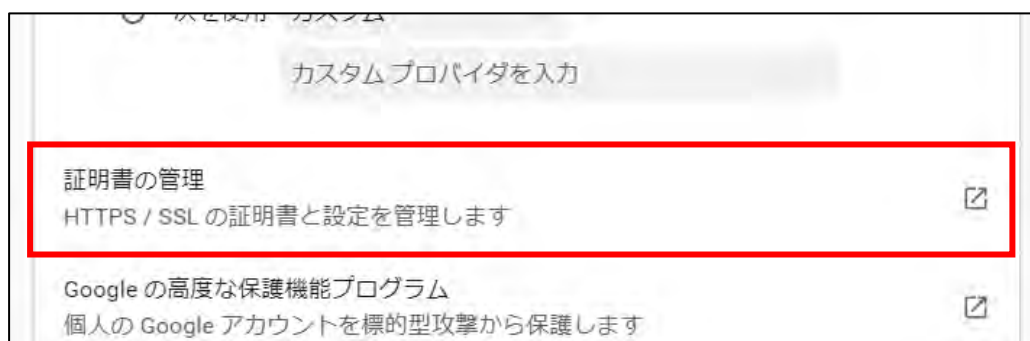 カスタム プロバイダを入力
証明書の管理
HTTPS / SSL の証明書と設定を管理します
Google の高度な保護機能プログラム
個人の Google アカウントを標的型攻撃から保護します